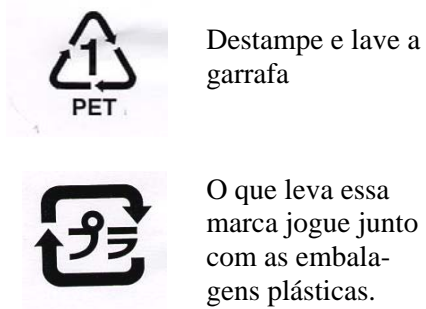 1
PET
Destampe e lave a
garrafa
プラ
O que leva essa
marca jogue junto
com as embala-
gens plásticas.